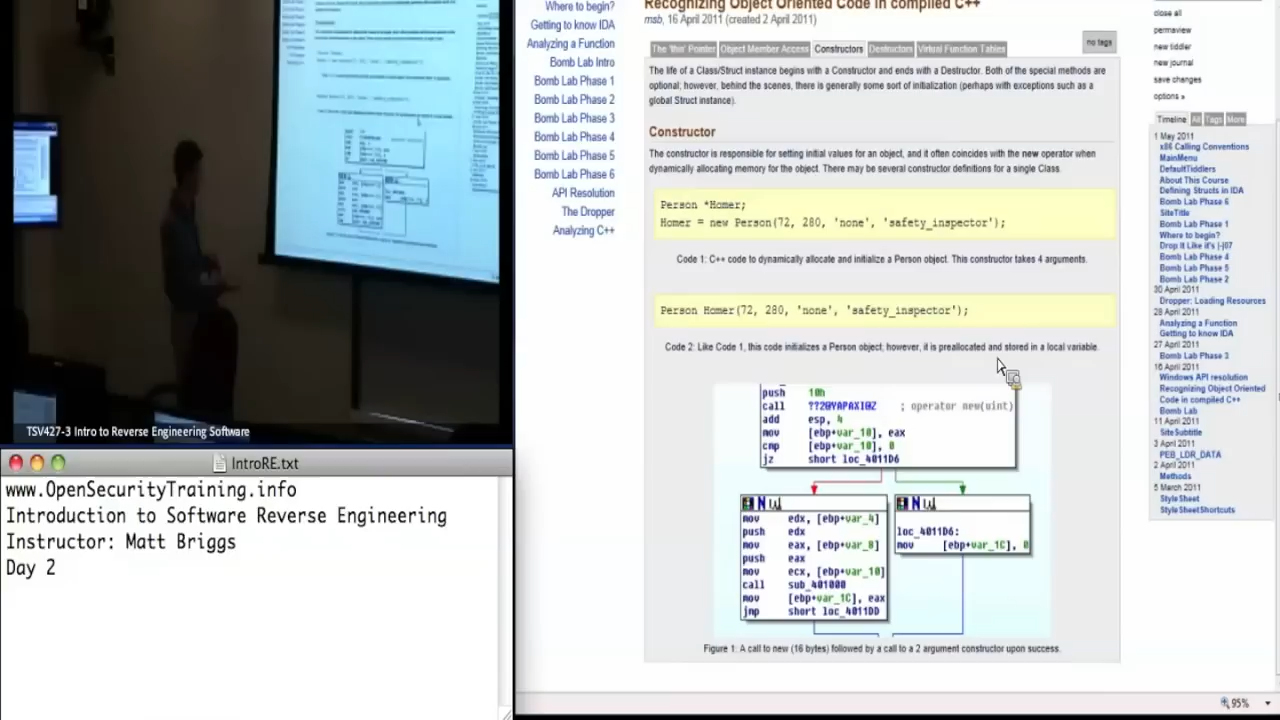 TSV427-3 Intro to Reverse Engineering Software
IntroRE.txt
www.OpenSecurityTraining.info
Introduction to Software Reverse Engineering
Instructor: Matt Briggs
Day 2
Where to begin?
Getting to know IDA
Analyzing a Function
Bomb Lab Intro
Bomb Lab Phase 1
Bomb Lab Phase 2
Bomb Lab Phase 3
Bomb Lab Phase 4
Bomb Lab Phase 5
Bomb Lab Phase 6
API Resolution
The Dropper
Analyzing C++
Recognizing Object Oriented Code in compiled C++
msb, 16 April 2011 (created 2 April 2011)
no tags
The 'this' Pointer Object Member Access Constructors Destructors Virtual Function Tables
The life of a Class/Struct instance begins with a Constructor and ends with a Destructor. Both of the special methods are
optional; however, behind the scenes, there is generally some sort of initialization (perhaps with exceptions such as a
global Struct instance).
Constructor
The constructor is responsible for setting initial values for an object, and it often coincides with the new operator when
dynamically allocating memory for the object. There may be several constructor definitions for a single Class.
Person *Homer;
Homer = new Person(72, 280, 'none', 'safety_inspector');
Code 1: C++ code to dynamically allocate and initialize a Person object. This constructor takes 4 arguments.
Person Homer(72, 280, 'none', 'safety_inspector');
Code 2: Like Code 1, this code initializes a Person object; however, it is preallocated and stored in a local variable.
push 10h
call ??2@YAPAXI@Z ; operator new(uint)
add esp, 4
mov [ebp+var_10], eax
cmp [ebp+var_10], 0
jz short loc_4011D6
mov edx, [ebp+var_4]
push edx
mov eax, [ebp+var_8]
push eax
mov ecx, [ebp+var_10]
call sub_401000
mov [ebp+var_1C], eax
jmp short loc_4011DD
loc_4011D6:
mov [ebp+var_1C], 0
Figure 1: A call to new (16 bytes) followed by a call to a 2 argument constructor upon success.
close all
permaview
new tiddler
new journal
save changes
options »
Timeline All Tags More
1 May 2011
x86 Calling Conventions
MainMenu
DefaultTiddlers
About This Course
Defining Structs in IDA
Bomb Lab Phase 6
SiteTitle
Bomb Lab Phase 1
Where to begin?
Drop It Like it's |-|07
Bomb Lab Phase 4
Bomb Lab Phase 5
Bomb Lab Phase 2
30 April 2011
Dropper: Loading Resources
28 April 2011
Analyzing a Function
Getting to know IDA
27 April 2011
Bomb Lab Phase 3
16 April 2011
Windows API resolution
Recognizing Object Oriented
Code in compiled C++
Bomb Lab
11 April 2011
SiteSubtitle
3 April 2011
PEB_LDR_DATA
2 April 2011
Methods
5 March 2011
StyleSheet
StyleSheetShortcuts
95%